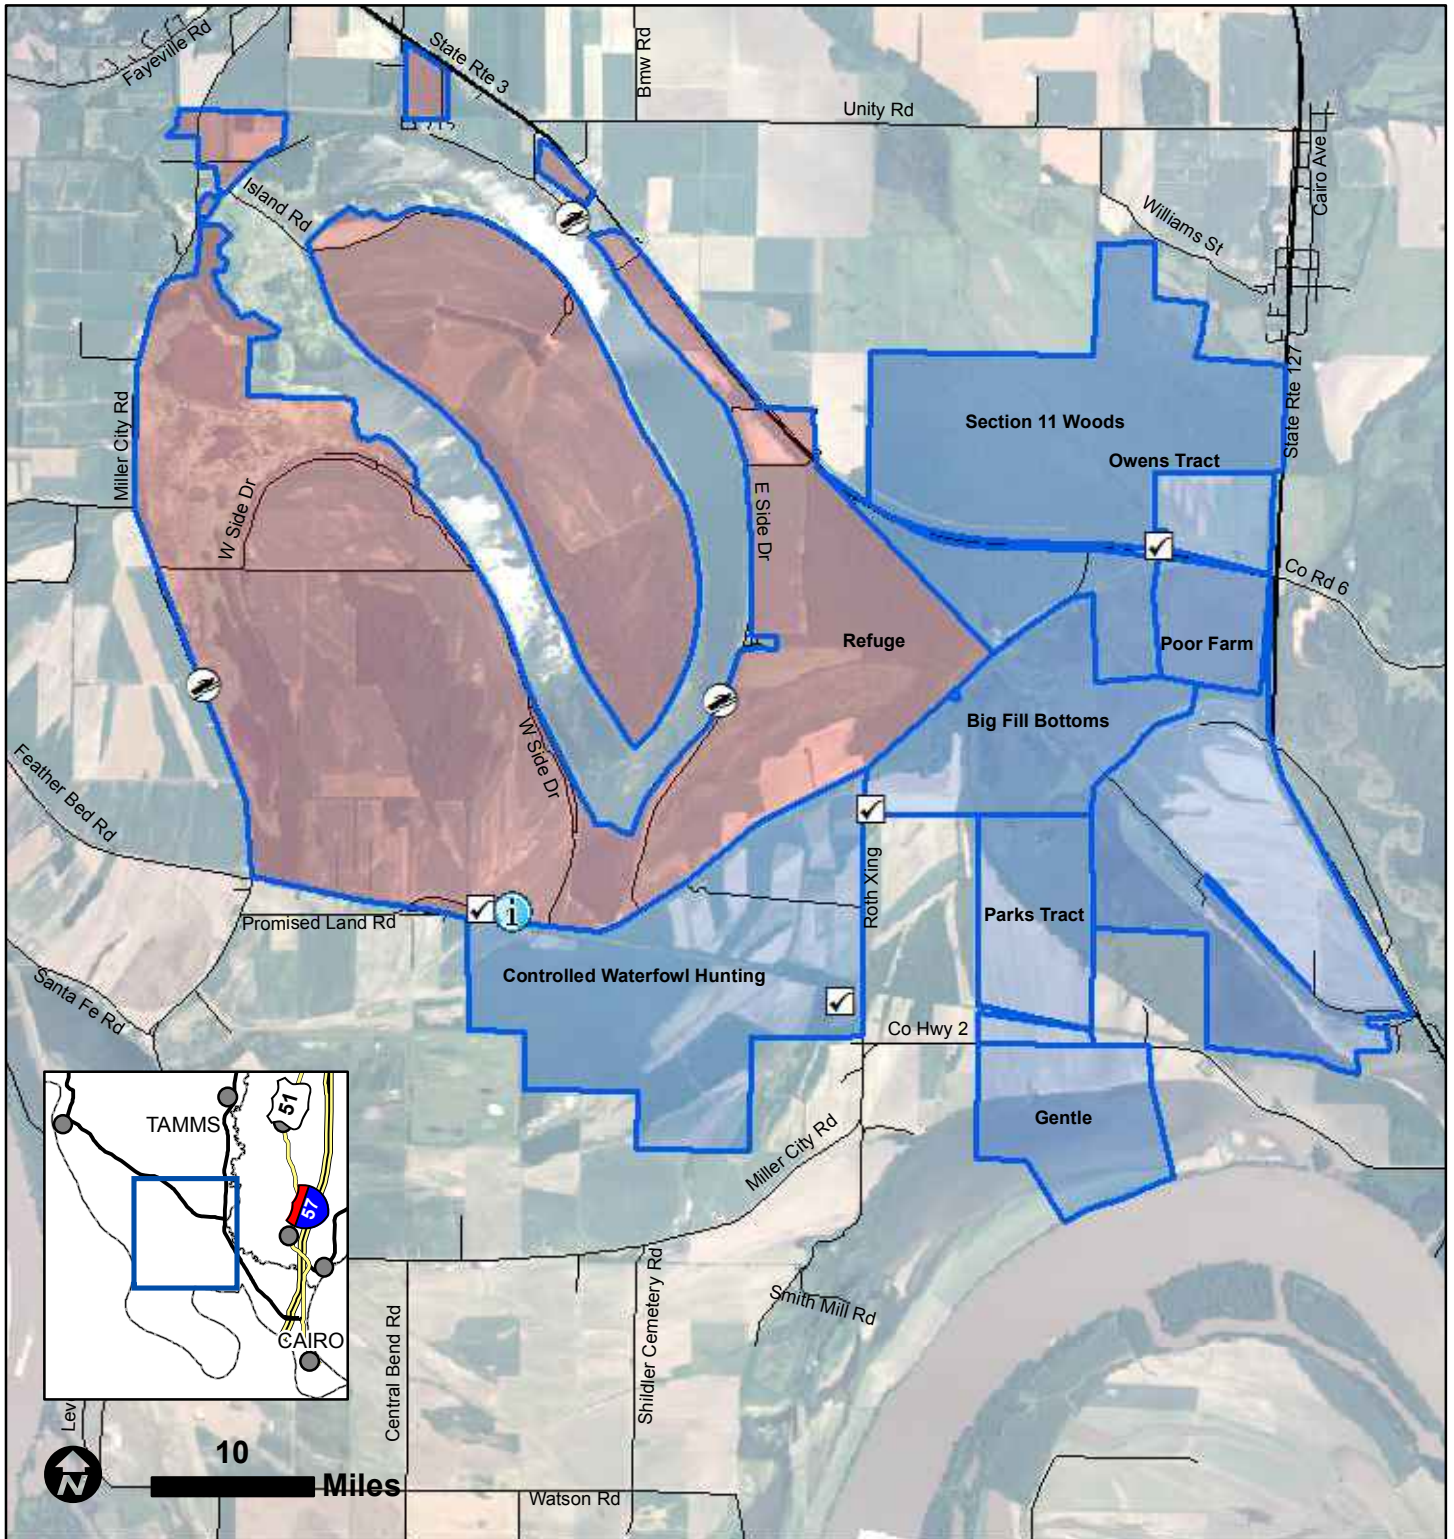 Fayeville Rd
State Rte 3
Bmw Rd
Unity Rd
Cairo Ave
Williams St
Island Rd
State Rte 127
Miller City Rd
Section 11 Woods
Owens Tract
W Side Dr
E Side Dr
Co Rd 6
Refuge
Poor Farm
Big Fill Bottoms
W Side Dr
Feather Bed Rd
Roth Xing
Promised Land Rd
Parks Tract
Controlled Waterfowl Hunting
Santa Fe Rd
Co Hwy 2
Gentle
Miller City Rd
51
TAMMS
57
CAIRO
Smith Mill Rd
Shildler Cemetery Rd
Central Bend Rd
Lev
i
N
10
Miles
Watson Rd